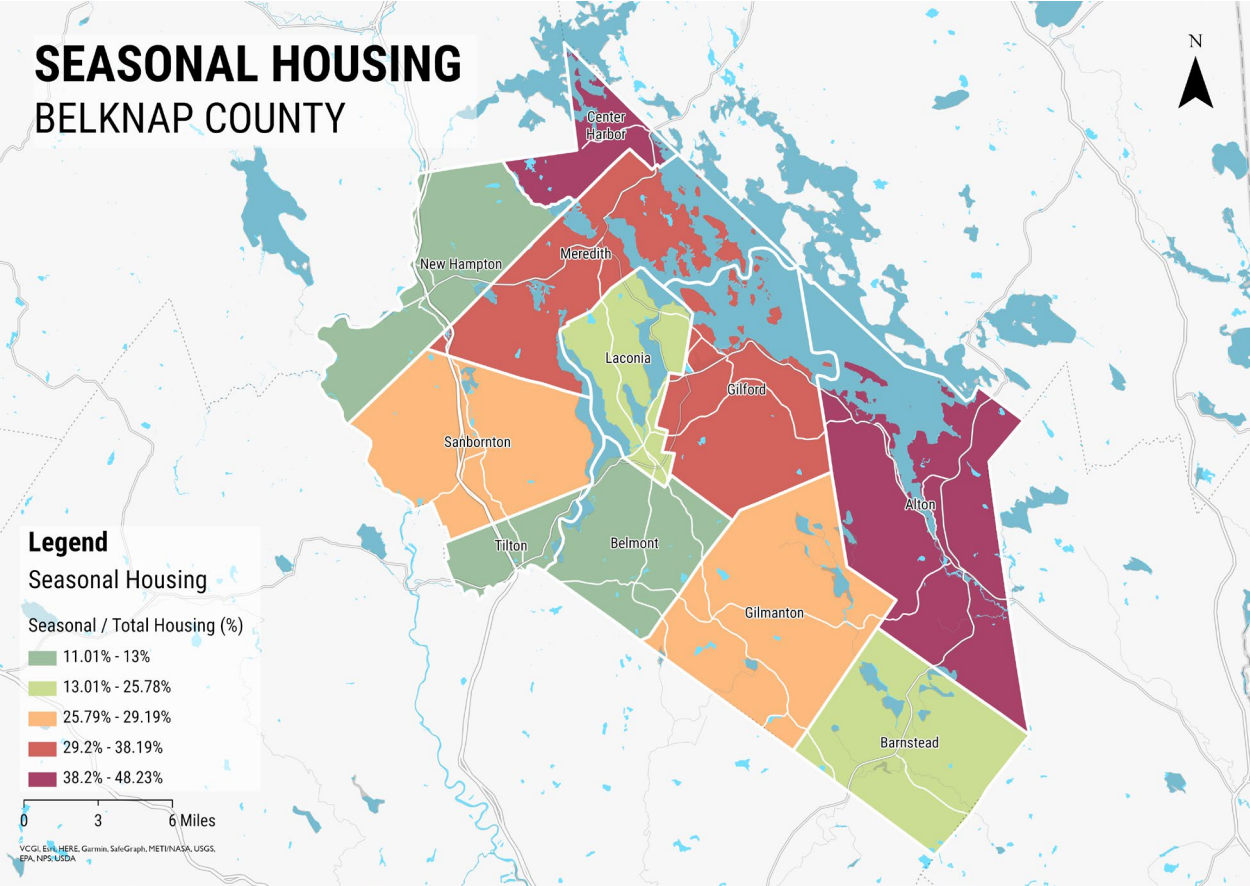 SEASONAL HOUSING
BELKNAP COUNTY
N
Center
Harbor
New Hampton
Meredith
Laconia
Gilford
Sanbornton
Alton
Tilton
Belmont
Gilmanton
Barnstead
Legend
Seasonal Housing
Seasonal / Total Housing (%)
11.01% - 13%
13.01% - 25.78%
25.79% - 29.19%
29.2% - 38.19%
38.2% - 48.23%
0 3 6 Miles
VCGI, Esri, HERE, Garmin, SafeGraph, METI/NASA, USGS,
EPA, NPS, USDA